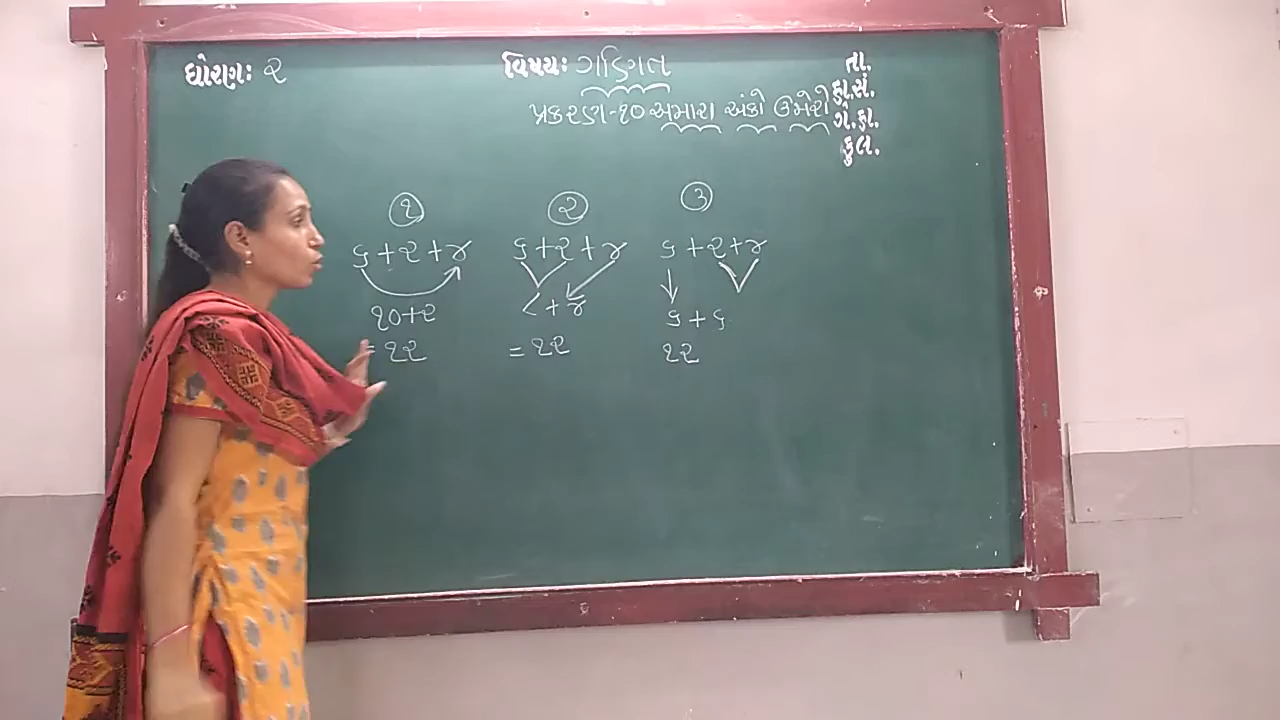 ધોરણ: ૨
વિષય: ગણિત
પ્રકરણ-૧૦ અમારા અંકો ઉમેરો
તા.
હા.સં.
ગે.હા.
કુલ.
૧
૬+૨+૪
૧૦+૨
=૧૨
૨
૬+૨+૪
૮+૪
=૧૨
૩
૬+૨+૪
૬+૬
૧૨